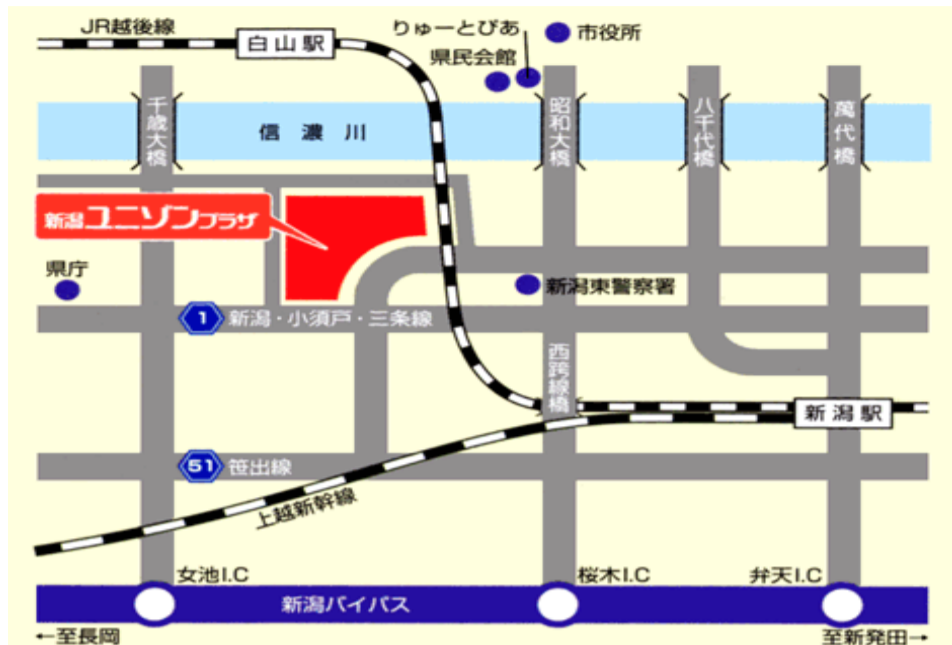 JR越後線
白山駅
りゅーとぴあ
県民会館
市役所
千歳大橋
信濃川
昭和大橋
八千代橋
萬代橋
新潟ユニゾンプラザ
県庁
新潟東警察署
1
新潟・小須戸・三条線
西跨線橋
新潟駅
51
笹出線
上越新幹線
女池I.C
桜木I.C
弁天I.C
新潟バイパス
←至長岡
至新発田→